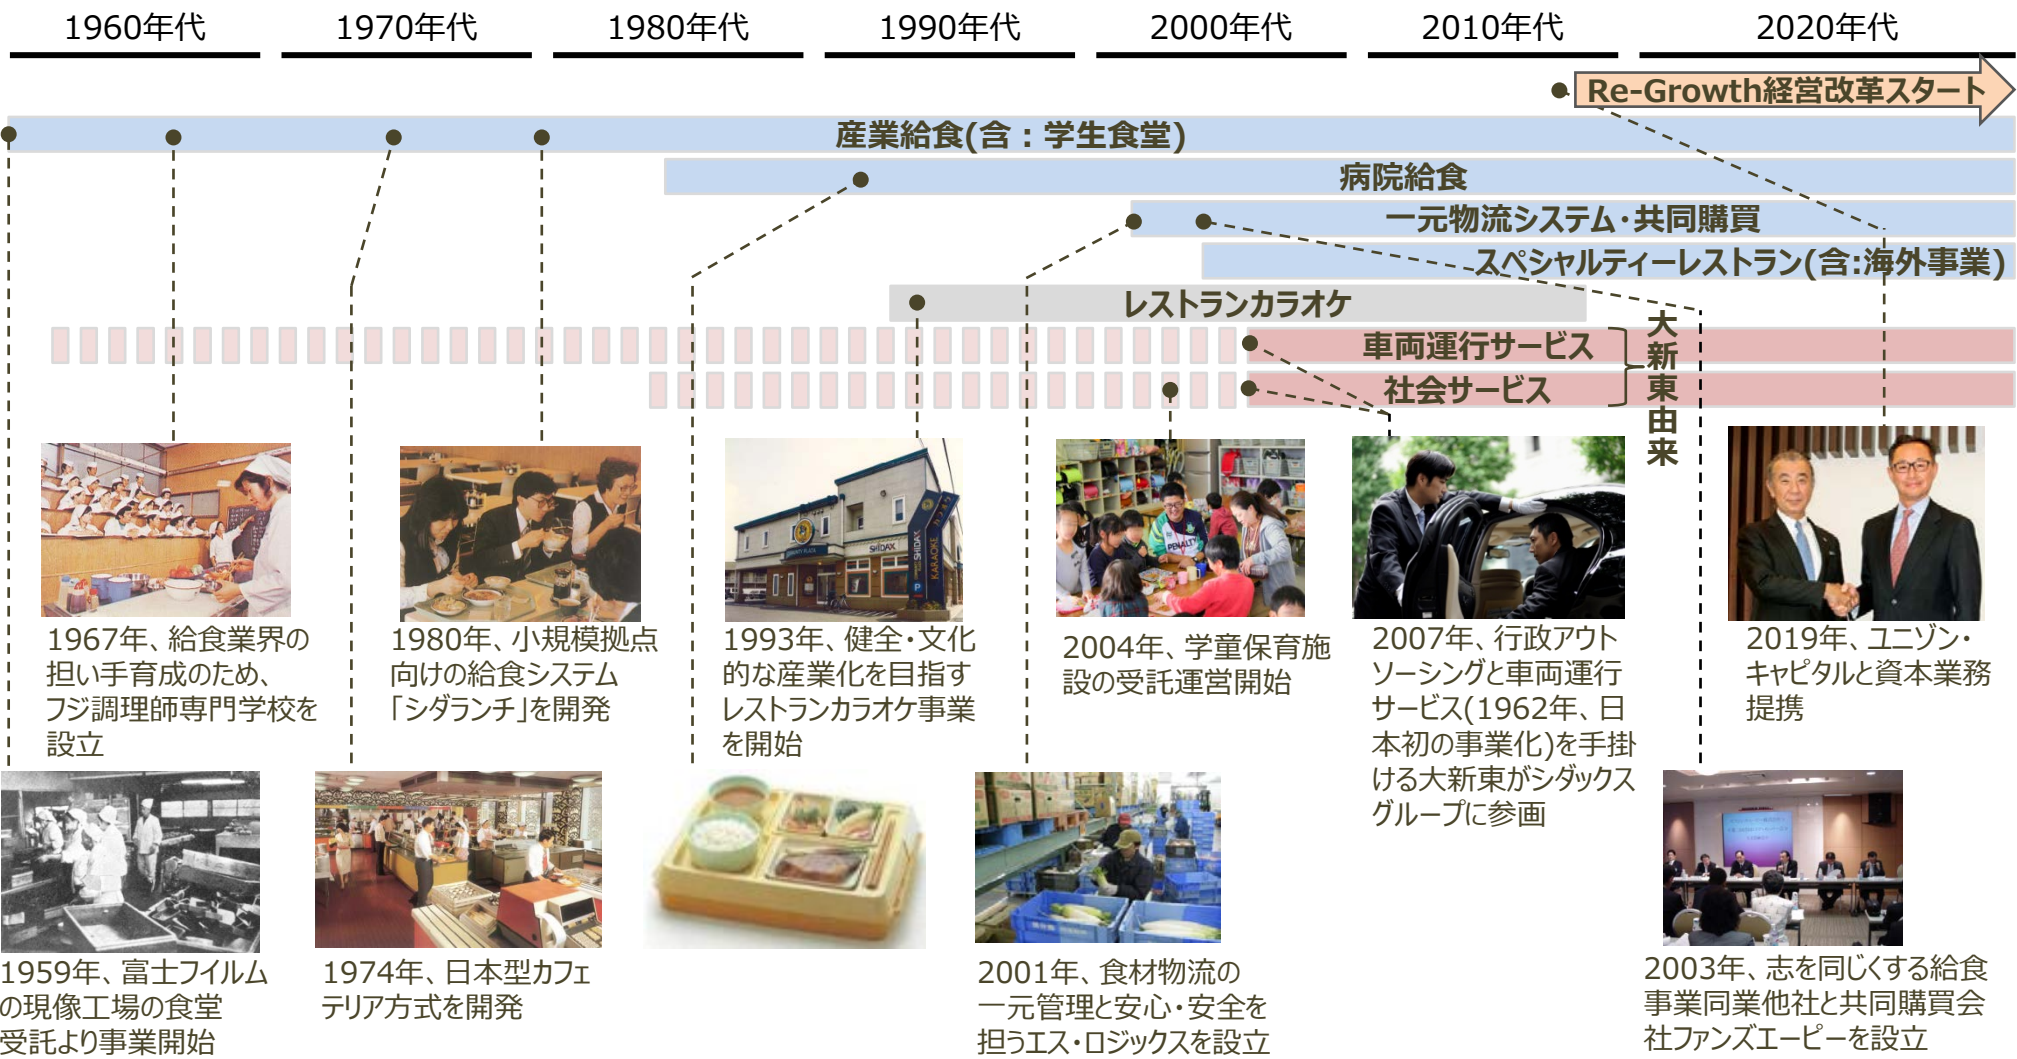 1960年代
1970年代
1980年代
1990年代
2000年代
2010年代
2020年代
Re-Growth経営改革スタート
産業給食(含：学生食堂)
病院給食
一元物流システム・共同購買
スペシャルティーレストラン(含:海外事業)
レストランカラオケ
車両運行サービス
社会サービス
大新東由来
1967年、給食業界の
担い手育成のため、
フジ調理師専門学校を
設立
1980年、小規模拠点
向けの給食システム
「シダランチ」を開発
SHIDAX
SHIDAX
KARAOKE
カラオケ
P
1993年、健全・文化
的な産業化を目指す
レストランカラオケ事業
を開始
PENALTY
2004年、学童保育施
設の受託運営開始
2007年、行政アウト
ソーシングと車両運行
サービス(1962年、日
本初の事業化)を手掛
ける大新東がシダックス
グループに参画
2019年、ユニゾン・
キャピタルと資本業務
提携
1959年、富士フイルム
の現像工場の食堂
受託より事業開始
1974年、日本型カフェ
テリア方式を開発
2001年、食材物流の
一元管理と安心・安全を
担うエス・ロジックスを設立
2003年、志を同じくする給食
事業同業他社と共同購買会
社ファンズエーピーを設立